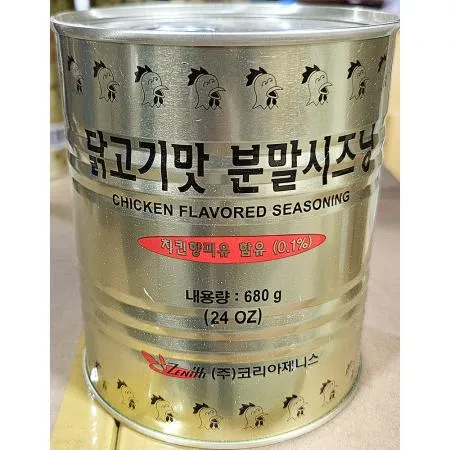 닭고기맛 분말시즈닝
CHICKEN FLAVORED SEASONING
치킨향미유 함유 (0.1%)
내용량 : 680 g
(24 OZ)
ZENITH (주)코리아제니스